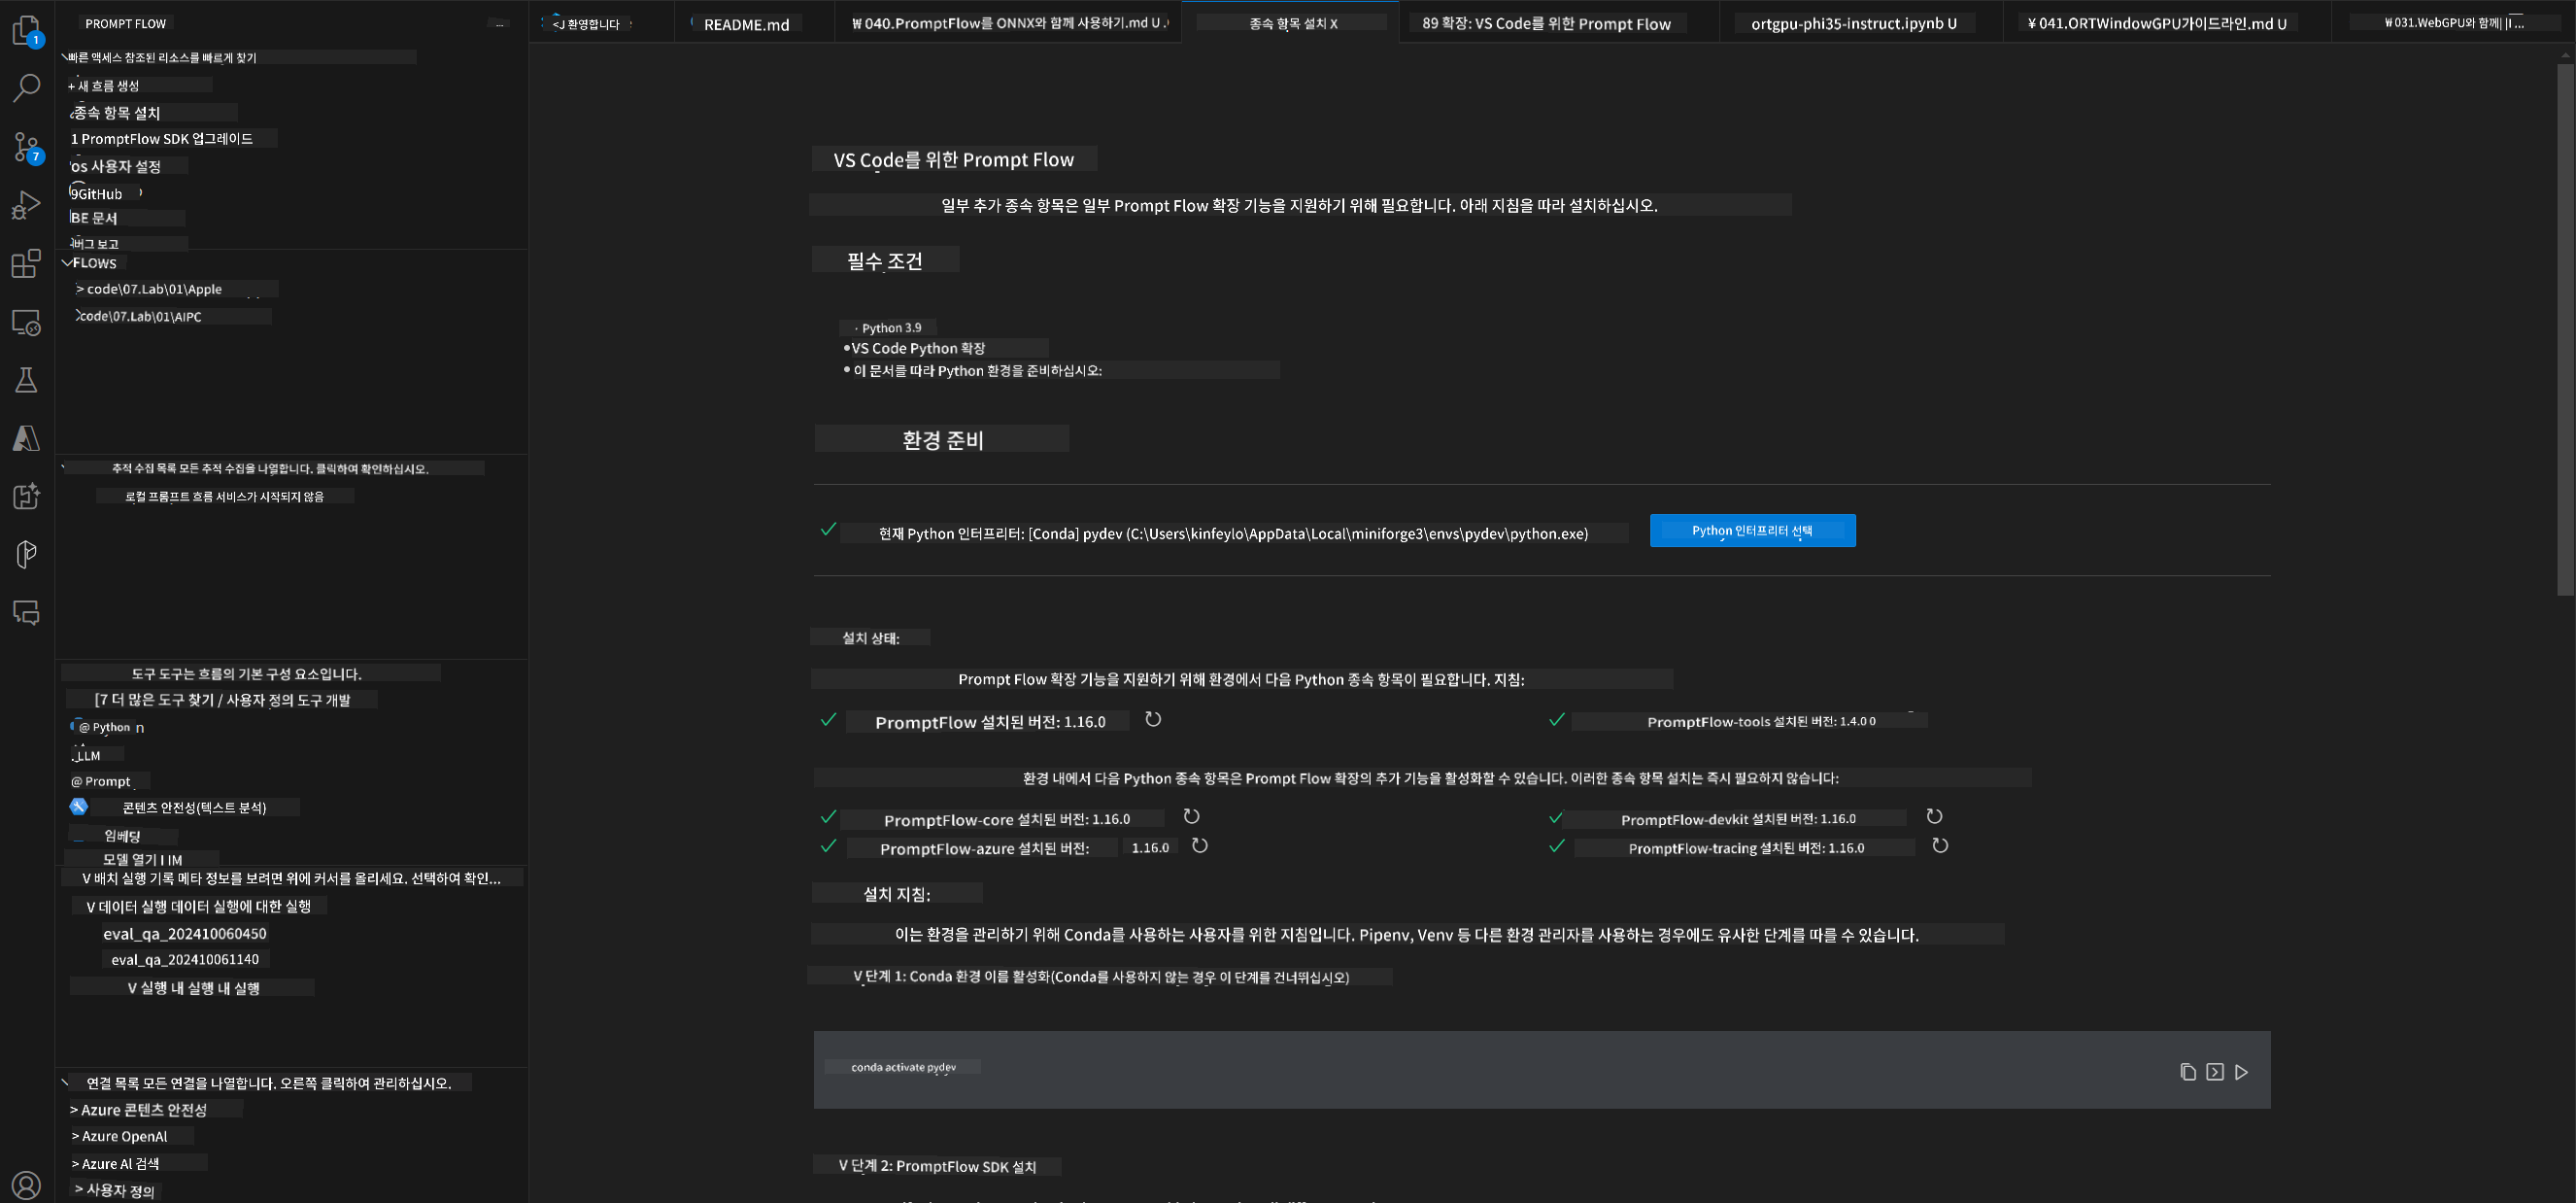 PROMPT FLOW
빠른 액세스 참조된 리소스를 빠르게 찾기
+ 새 흐름 생성
종속 항목 설치
1 PromptFlow SDK 업그레이드
os 사용자 설정
9GitHub
BE 문서
버그 보고
FLOWS
> code\07.Lab\01\Apple
code\07.Lab\01\AIPC
추적 수집 목록 모든 추적 수집을 나열합니다. 클릭하여 확인하십시오.
로컬 프롬프트 흐름 서비스가 시작되지 않음
도구 도구는 흐름의 기본 구성 요소입니다.
[7 더 많은 도구 찾기 / 사용자 정의 도구 개발
@ Python
LLM
@ Prompt
콘텐츠 안전성(텍스트 분석)
임베딩
모델 열기
V 배치 실행 기록 메타 정보를 보려면 위에 커서를 올리세요. 선택하여 확인...
V 데이터 실행 데이터 실행에 대한 실행
eval_qa_202410060450
eval_qa_202410061140
V 실행 내 실행 내 실행
연결 목록 모든 연결을 나열합니다. 오른쪽 클릭하여 관리하십시오.
> Azure 콘텐츠 안전성
> Azure OpenAl
> Azure Al 검색
> 사용자 정의
<J 환영합니다
README.md
₩ 040.PromptFlow를 ONNX와 함께 사용하기.md U
종속 항목 설치 X
89 확장: VS Code를 위한 Prompt Flow
ortgpu-phi35-instruct.ipynb U
¥ 041.ORTWindowGPU가이드라인.md U
₩ 031.WebGPU와 함께
VS Code를 위한 Prompt Flow
일부 추가 종속 항목은 일부 Prompt Flow 확장 기능을 지원하기 위해 필요합니다. 아래 지침을 따라 설치하십시오.
필수 조건
· Python 3.9
• VS Code Python 확장
• 이 문서를 따라 Python 환경을 준비하십시오:
환경 준비
현재 Python 인터프리터: [Conda] pydev (C:\Users\kinfeylo\AppData\Local\miniforge3\envs\pydev\python.exe)
Python 인터프리터 선택
설치 상태:
Prompt Flow 확장 기능을 지원하기 위해 환경에서 다음 Python 종속 항목이 필요합니다. 지침:
PromptFlow 설치된 버전: 1.16.0
PromptFlow-tools 설치된 버전: 1.4.0 0
환경 내에서 다음 Python 종속 항목은 Prompt Flow 확장의 추가 기능을 활성화할 수 있습니다. 이러한 종속 항목 설치는 즉시 필요하지 않습니다:
PromptFlow-core 설치된 버전: 1.16.0
PromptFlow-devkit 설치된 버전: 1.16.0
PromptFlow-azure 설치된 버전: 1.16.0
PromptFlow-tracing 설치된 버전: 1.16.0
설치 지침:
이는 환경을 관리하기 위해 Conda를 사용하는 사용자를 위한 지침입니다. Pipenv, Venv 등 다른 환경 관리자를 사용하는 경우에도 유사한 단계를 따를 수 있습니다.
V 단계 1: Conda 환경 이름 활성화(Conda를 사용하지 않는 경우 이 단계를 건너뛰십시오)
conda activate pydev
V 단계 2: PromptFlow SDK 설치
1
7